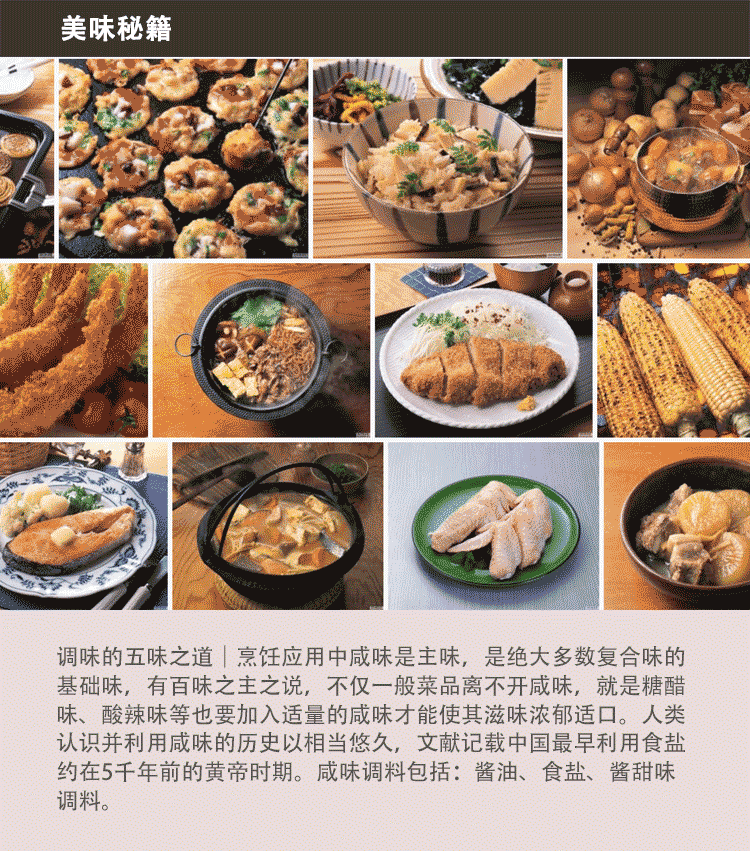 美味秘籍
调味的五味之道｜烹饪应用中咸味是主味，是绝大多数复合味的
基础味，有百味之主之说，不仅一般菜品离不开咸味，就是糖醋
味、酸辣味等也要加入适量的咸味才能使其滋味浓郁适口。人类
认识并利用咸味的历史以相当悠久，文献记载中国最早利用食盐
约在5千年前的黄帝时期。咸味调料包括：酱油、食盐、酱甜味
调料。